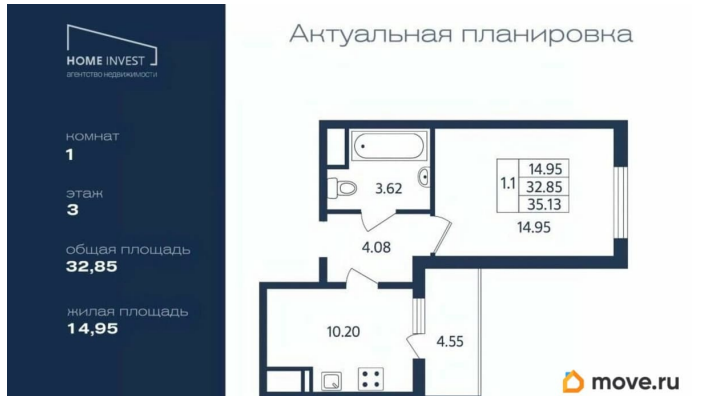 HOME INVEST
агентство недвижимости
комнат
1
этаж
3
общая площадь
32,85
жилая площадь
14,95
Актуальная планировка
3.62
1.1
14.95
32.85
35.13
14.95
4.08
10.20
4.55
move.ru